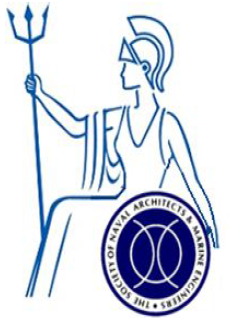 THE SOCIETY OF NAVAL ARCHITECTS & MARINE ENGINEERS